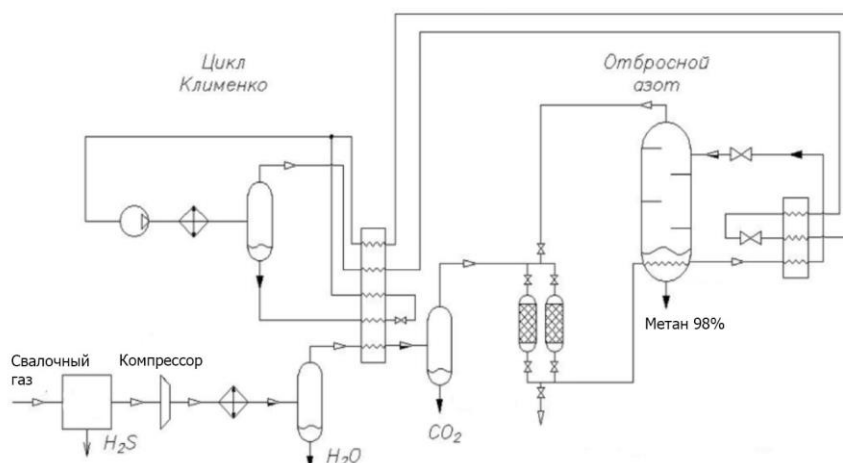 Цикл
Клименко
Отбросной
азот
Метан 98%
Свалочный
газ
Компрессор
H₂S
H₂O
CO₂